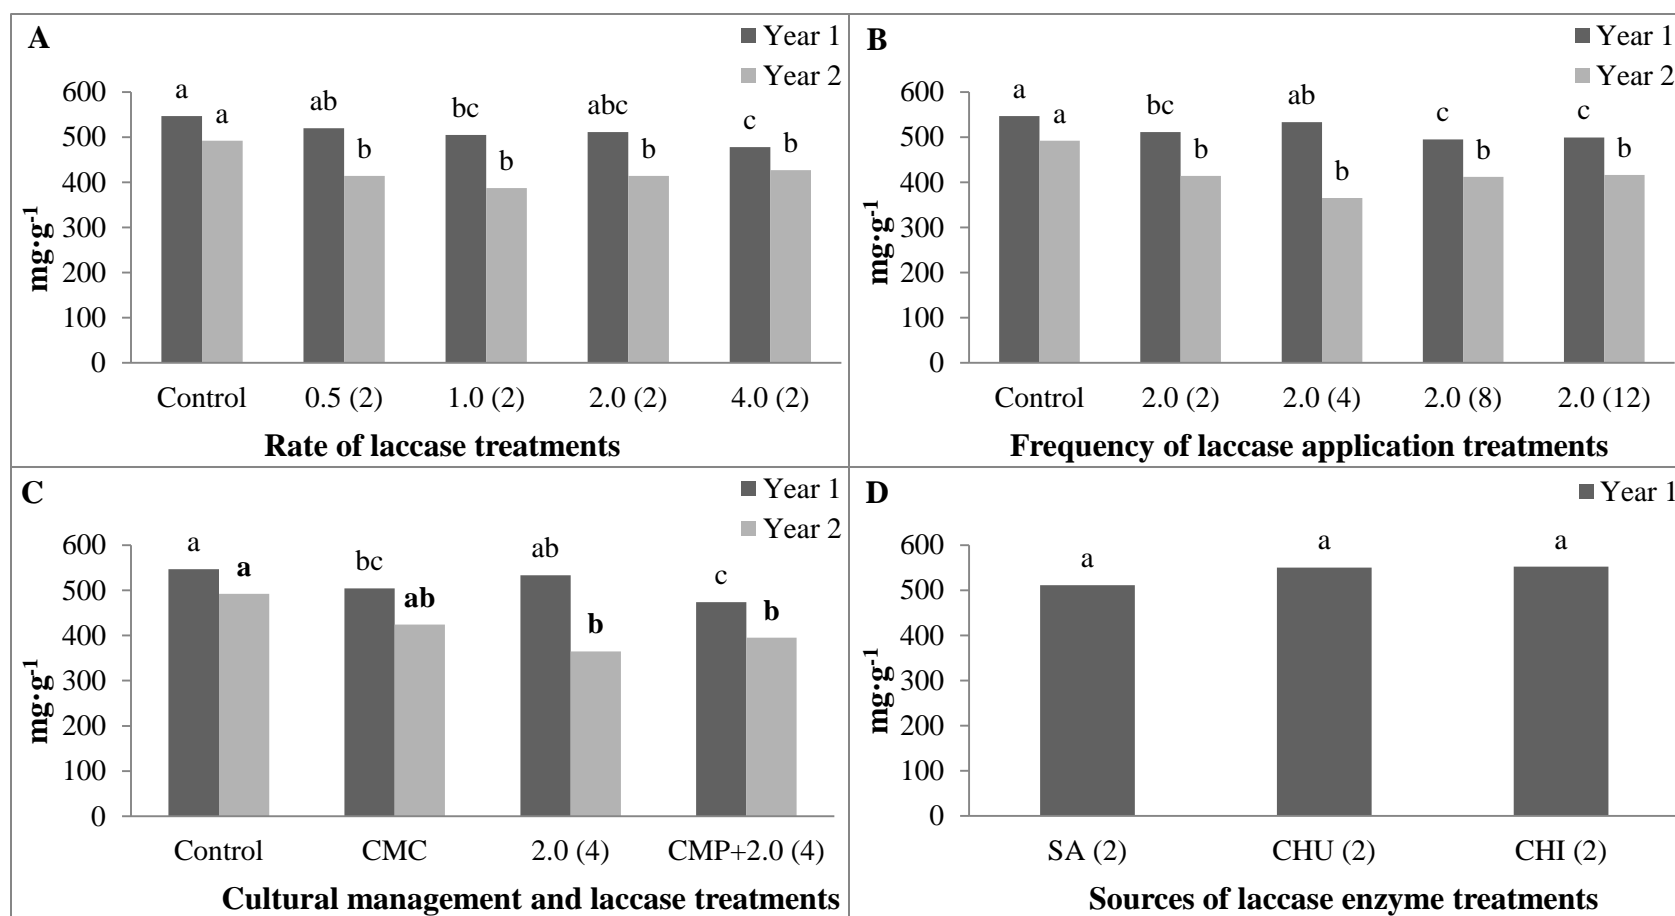 A
Year 1
Year 2
a a ab b bc b abc b c b
600
500
400
300
200
100
0
mg·g-1
Control 0.5 (2) 1.0 (2) 2.0 (2) 4.0 (2)
Rate of laccase treatments
B
Year 1
Year 2
a a bc b ab b c b c b
600
500
400
300
200
100
0
mg·g-1
Control 2.0 (2) 2.0 (4) 2.0 (8) 2.0 (12)
Frequency of laccase application treatments
C
Year 1
Year 2
a a bc ab ab b c b
600
500
400
300
200
100
0
mg·g-1
Control CMC 2.0 (4) CMP+2.0 (4)
Cultural management and laccase treatments
D
Year 1
a a a
600
500
400
300
200
100
0
mg·g-1
SA (2) CHU (2) CHI (2)
Sources of laccase enzyme treatments